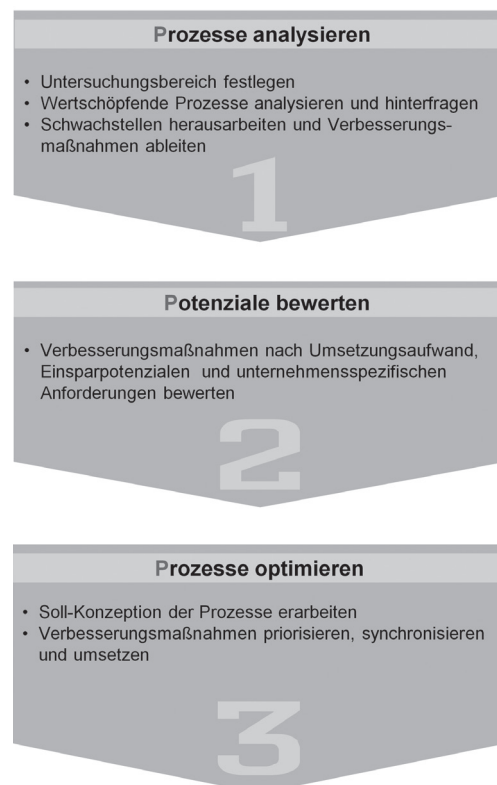 Prozesse analysieren
• Untersuchungsbereich festlegen
• Wertschöpfende Prozesse analysieren und hinterfragen
• Schwachstellen herausarbeiten und Verbesserungs-
maßnahmen ableiten
1
Potenziale bewerten
• Verbesserungsmaßnahmen nach Umsetzungsaufwand,
Einsparpotenzialen und unternehmensspezifischen
Anforderungen bewerten
2
Prozesse optimieren
• Soll-Konzeption der Prozesse erarbeiten
• Verbesserungsmaßnahmen priorisieren, synchronisieren
und umsetzen
3